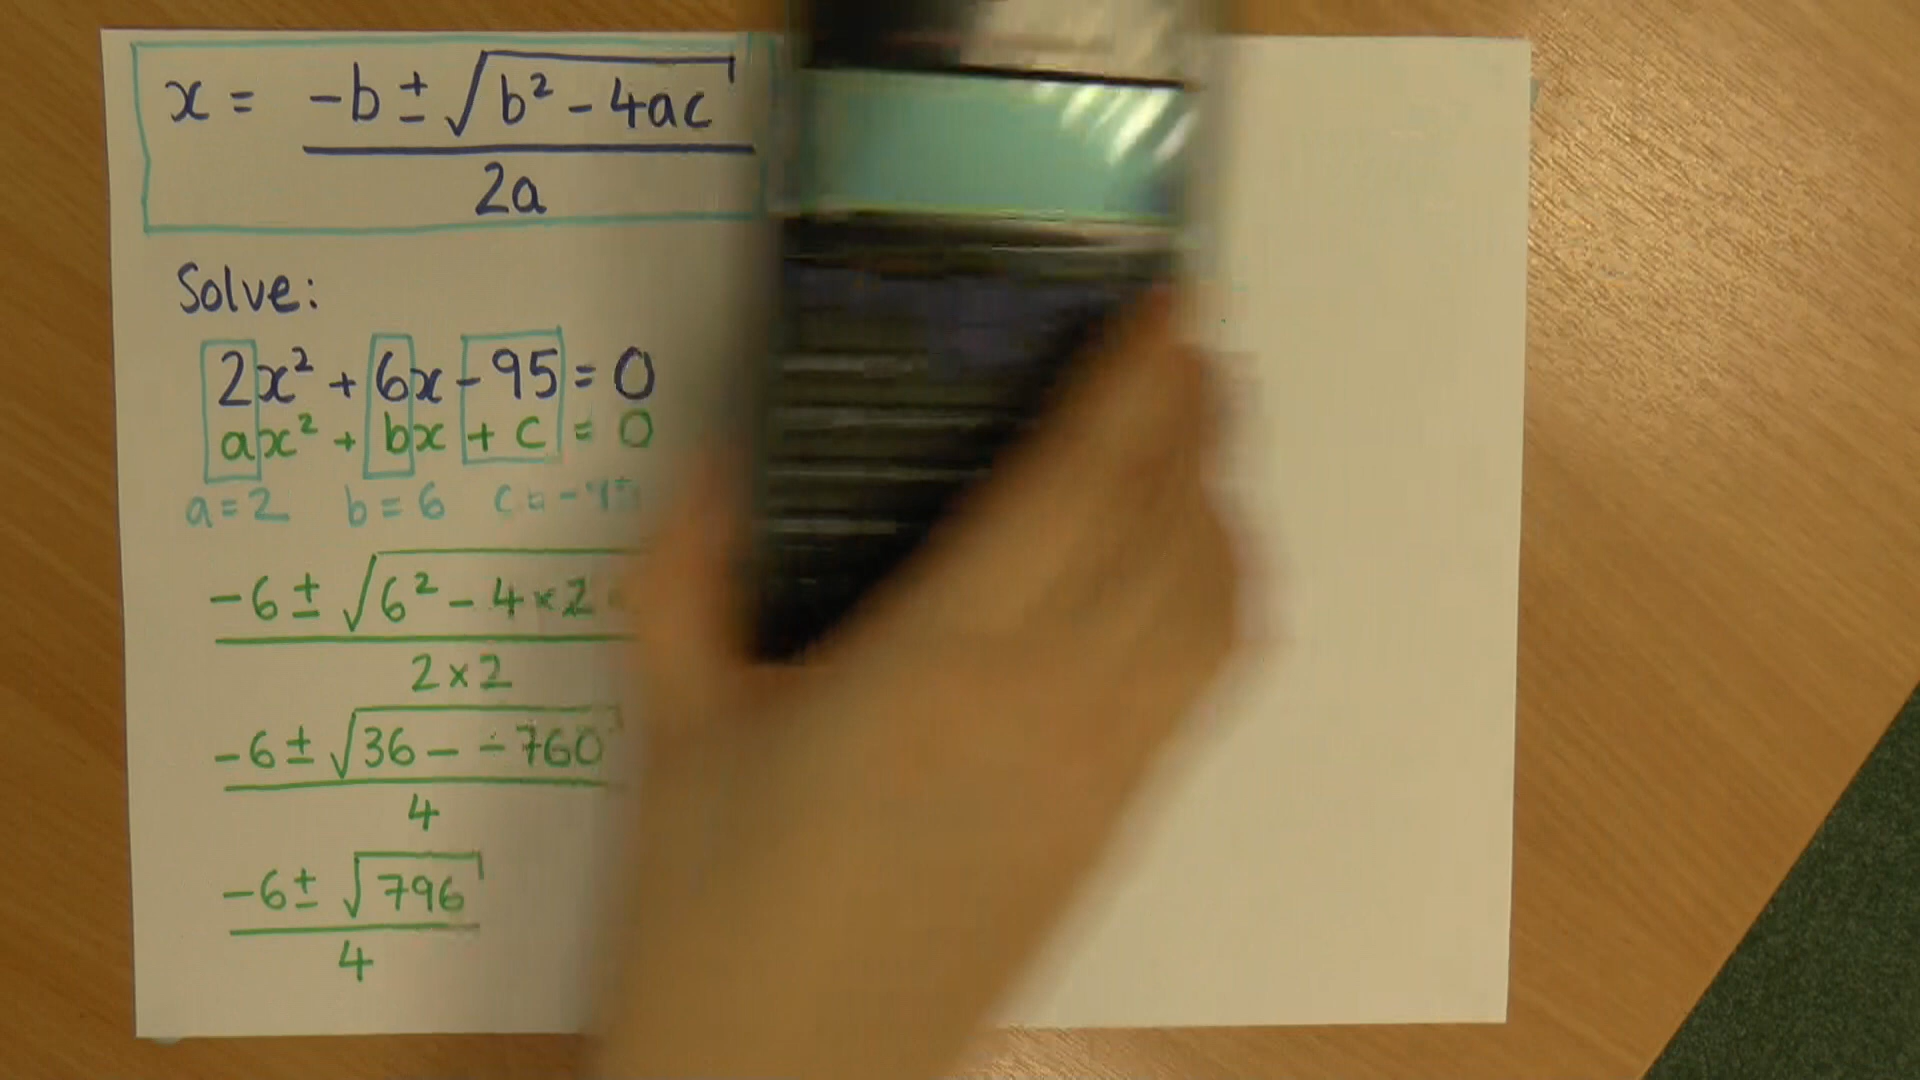 x = -b ± √b² - 4ac
2a
Solve:
2x² + 6x - 95 = 0
ax² + bx + c = 0
a = 2 b = 6 c = -95
-6 ± √6² - 4 × 2
2 × 2
-6 ± √36 - -760
4
-6 ± √796
4